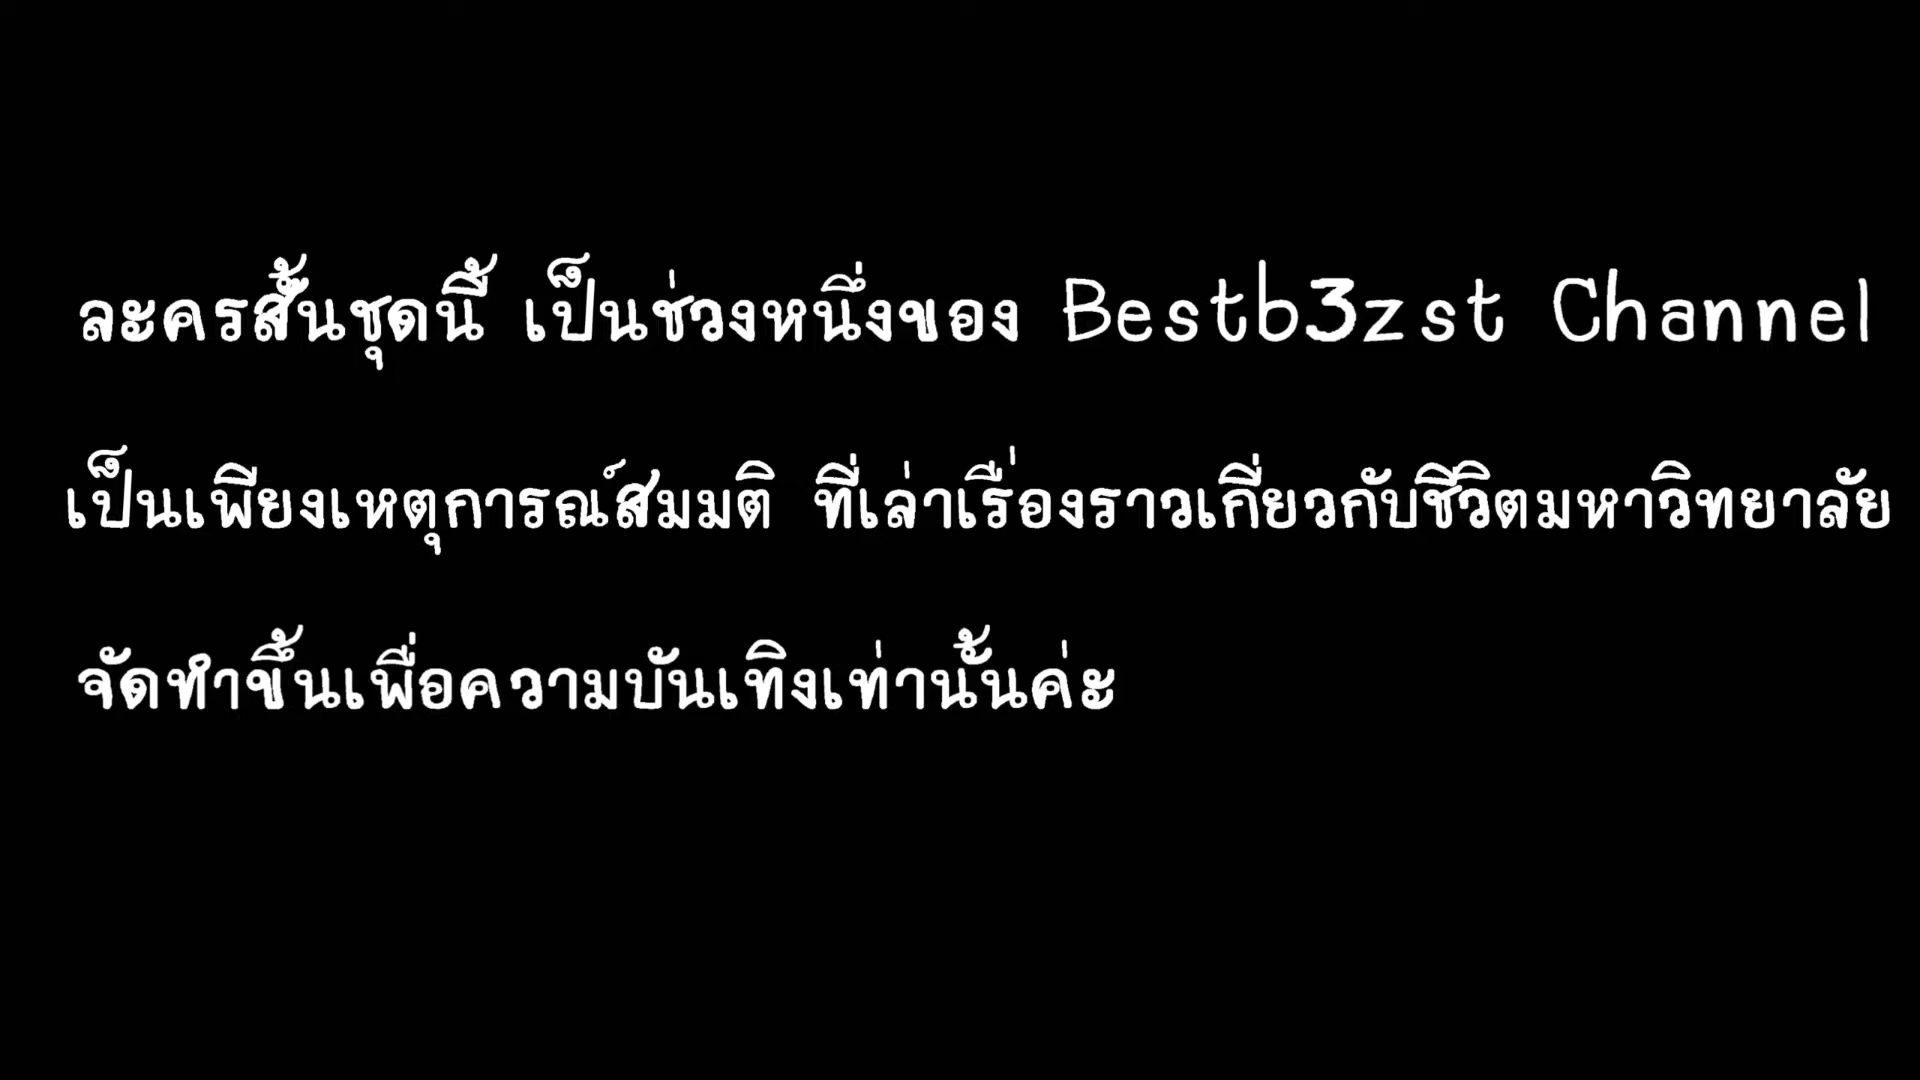 ละครสั้นชุดนี้ เป็นช่วงหนึ่งของ Bestb3zst Channel
เป็นเพียงเหตุการณ์สมมติ ที่เล่าเรื่องราวเกี่ยวกับชีวิตมหาวิทยาลัย
จัดทำขึ้นเพื่อความบันเทิงเท่านั้นค่ะ